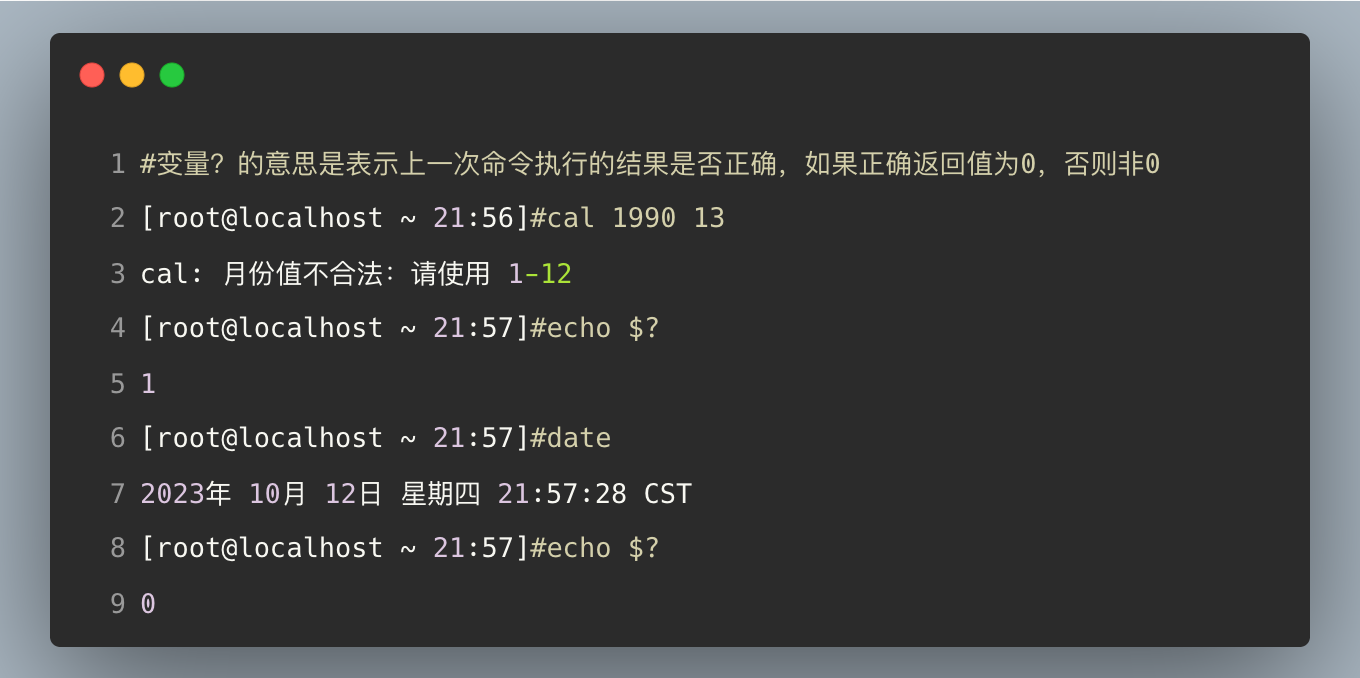 1 #变量？的意思是表示上一次命令执行的结果是否正确，如果正确返回值为0，否则非0
2 [root@localhost ~ 21:56]#cal 1990 13
3 cal: 月份值不合法：请使用 1-12
4 [root@localhost ~ 21:57]#echo $?
5 1
6 [root@localhost ~ 21:57]#date
7 2023年 10月 12日 星期四 21:57:28 CST
8 [root@localhost ~ 21:57]#echo $?
9 0